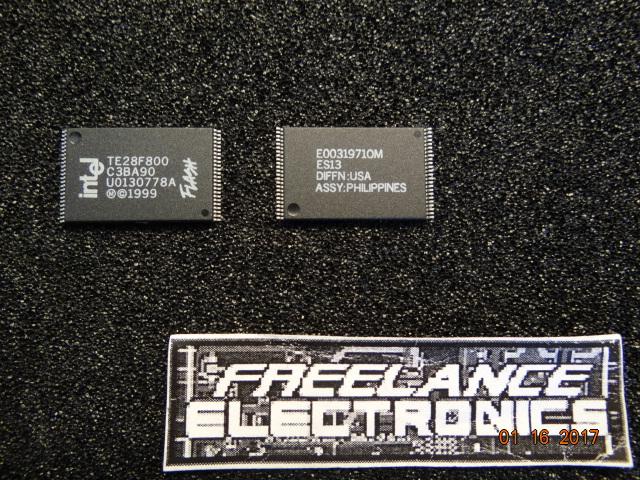 intel
TE28F800
C3BA90
U0130778A
Ⓜ©1999
FLASH
E00319710M
ES13
DIFFN:USA
ASSY:PHILIPPINES
FREELANCE
ELECTRONICS
01 16 2017